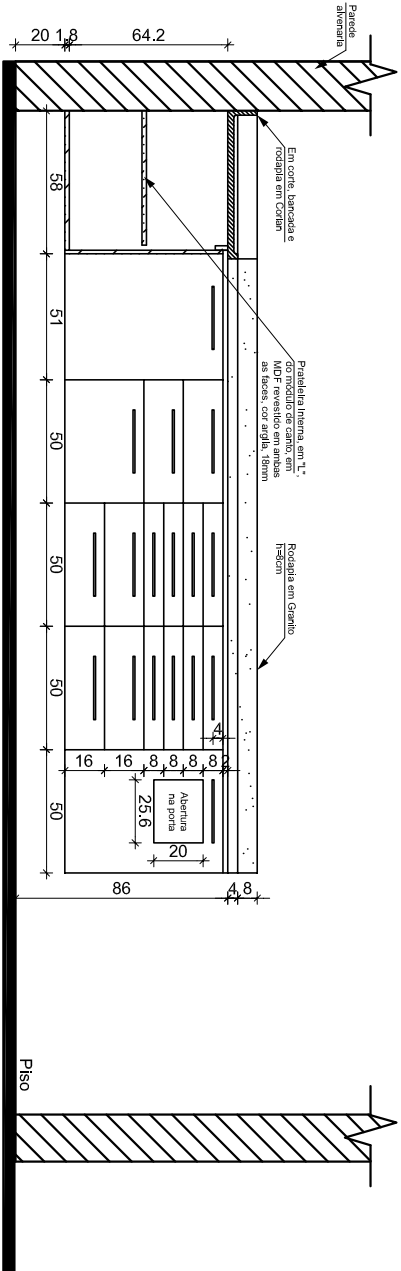 Parede
alvenaria
Em corte, bancada e
rodapia em Corian
Prateleira Interna, em "L",
do módulo de canto, em
MDF revestido em ambas
as faces, cor argila, 18mm
Rodapia em Granito
h=8cm
20 1.8 64.2
58
51
50
50
50
50
4
16 16 8 8 8 8 2
Abertura
na porta
25.6
20
86 4 8
Piso